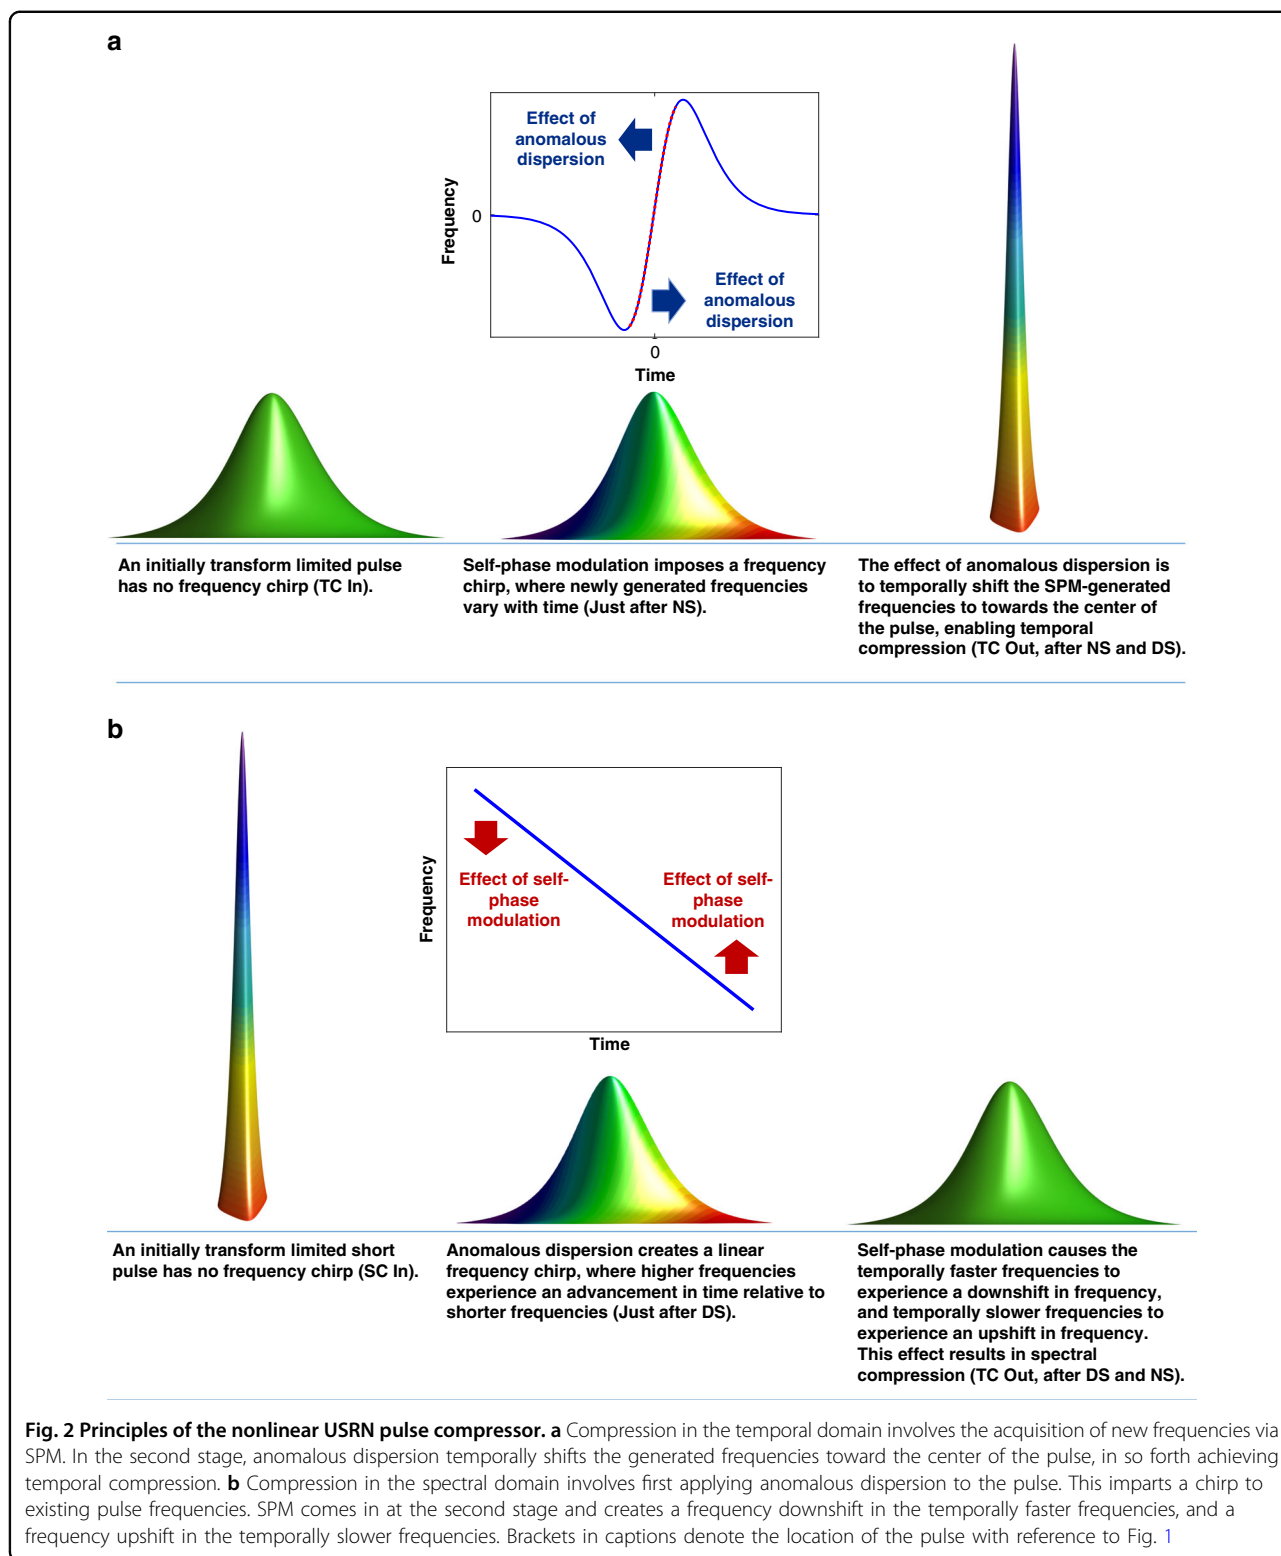 a
Effect of
anomalous
dispersion
Frequency
0
Effect of
anomalous
dispersion
0
Time
An initially transform limited pulse
has no frequency chirp (TC In).
Self-phase modulation imposes a frequency
chirp, where newly generated frequencies
vary with time (Just after NS).
The effect of anomalous dispersion is
to temporally shift the SPM-generated
frequencies to towards the center of
the pulse, enabling temporal
compression (TC Out, after NS and DS).
b
Frequency
Effect of self-
phase
modulation
Effect of self-
phase
modulation
Time
An initially transform limited short
pulse has no frequency chirp (SC In).
Anomalous dispersion creates a linear
frequency chirp, where higher frequencies
experience an advancement in time relative to
shorter frequencies (Just after DS).
Self-phase modulation causes the
temporally faster frequencies to
experience a downshift in frequency,
and temporally slower frequencies to
experience an upshift in frequency.
This effect results in spectral
compression (TC Out, after DS and NS).
Fig. 2 Principles of the nonlinear USRN pulse compressor. a Compression in the temporal domain involves the acquisition of new frequencies via
SPM. In the second stage, anomalous dispersion temporally shifts the generated frequencies toward the center of the pulse, in so forth achieving
temporal compression. b Compression in the spectral domain involves first applying anomalous dispersion to the pulse. This imparts a chirp to
existing pulse frequencies. SPM comes in at the second stage and creates a frequency downshift in the temporally faster frequencies, and a
frequency upshift in the temporally slower frequencies. Brackets in captions denote the location of the pulse with reference to Fig. 1